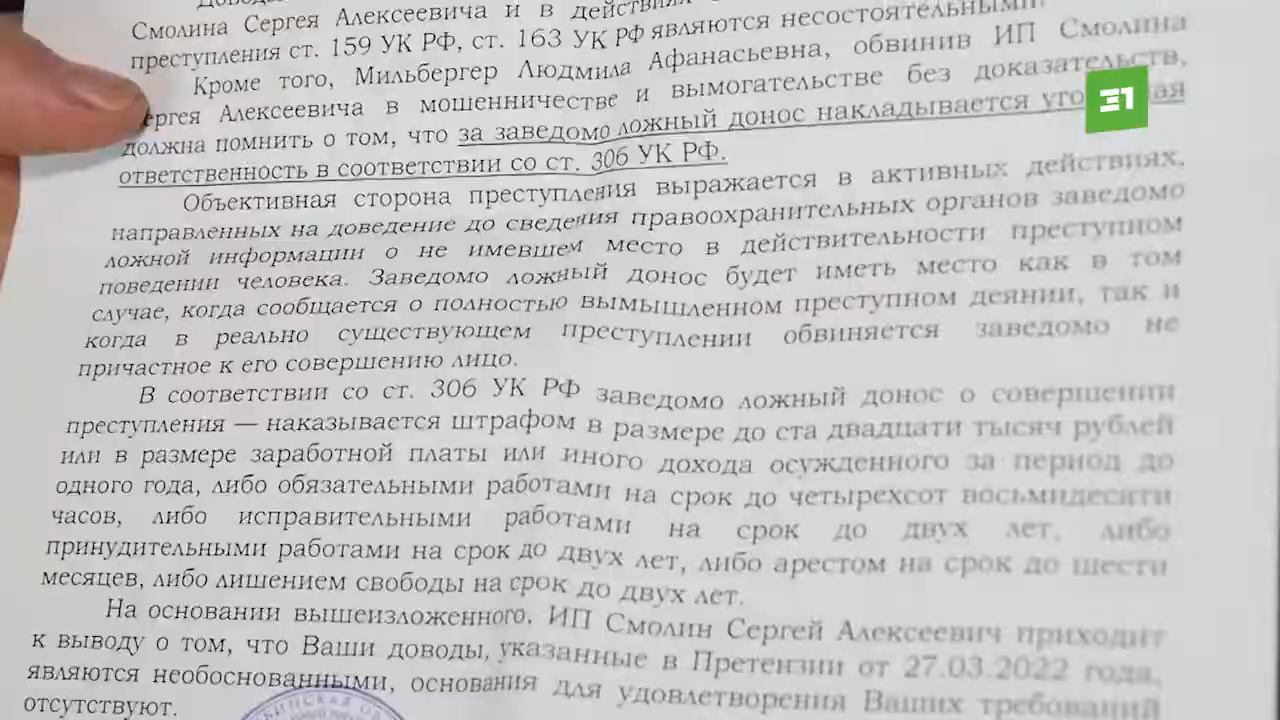 Смолина Сергея Алексеевича и в действиях
преступления ст. 159 УК РФ, ст. 163 УК РФ являются несостоятельными.
Кроме того, Мильбергер Людмила Афанасьевна, обвинив ИП Смолина
Сергея Алексеевича в мошенничестве и вымогательстве без доказательств,
должна помнить о том, что за заведомо ложный донос накладывается
ответственность в соответствии со ст. 306 УК РФ.
Объективная сторона преступления выражается в активных действиях,
направленных на доведение до сведения правоохранительных органов заведомо
ложной информации о не имевшем место в действительности преступном
поведении человека. Заведомо ложный донос будет иметь место как в том
случае, когда сообщается о полностью вымышленном преступном деянии, так и
когда в реально существующем преступлении обвиняется заведомо не
причастное к его совершению лицо.
В соответствии со ст. 306 УК РФ заведомо ложный донос о совершении
преступления — наказывается штрафом в размере до ста двадцати тысяч рублей
или в размере заработной платы или иного дохода осужденного за период до
одного года, либо обязательными работами на срок до четырехсот восьмидесяти
часов, либо исправительными работами на срок до двух лет, либо
принудительными работами на срок до двух лет, либо арестом на срок до шести
месяцев, либо лишением свободы на срок до двух лет.
На основании вышеизложенного, ИП Смолин Сергей Алексеевич приходит
к выводу о том, что Ваши доводы, указанные в Претензии от 27.03.2022 года,
являются необоснованными, основания для удовлетворения Ваших требований
отсутствуют.
31